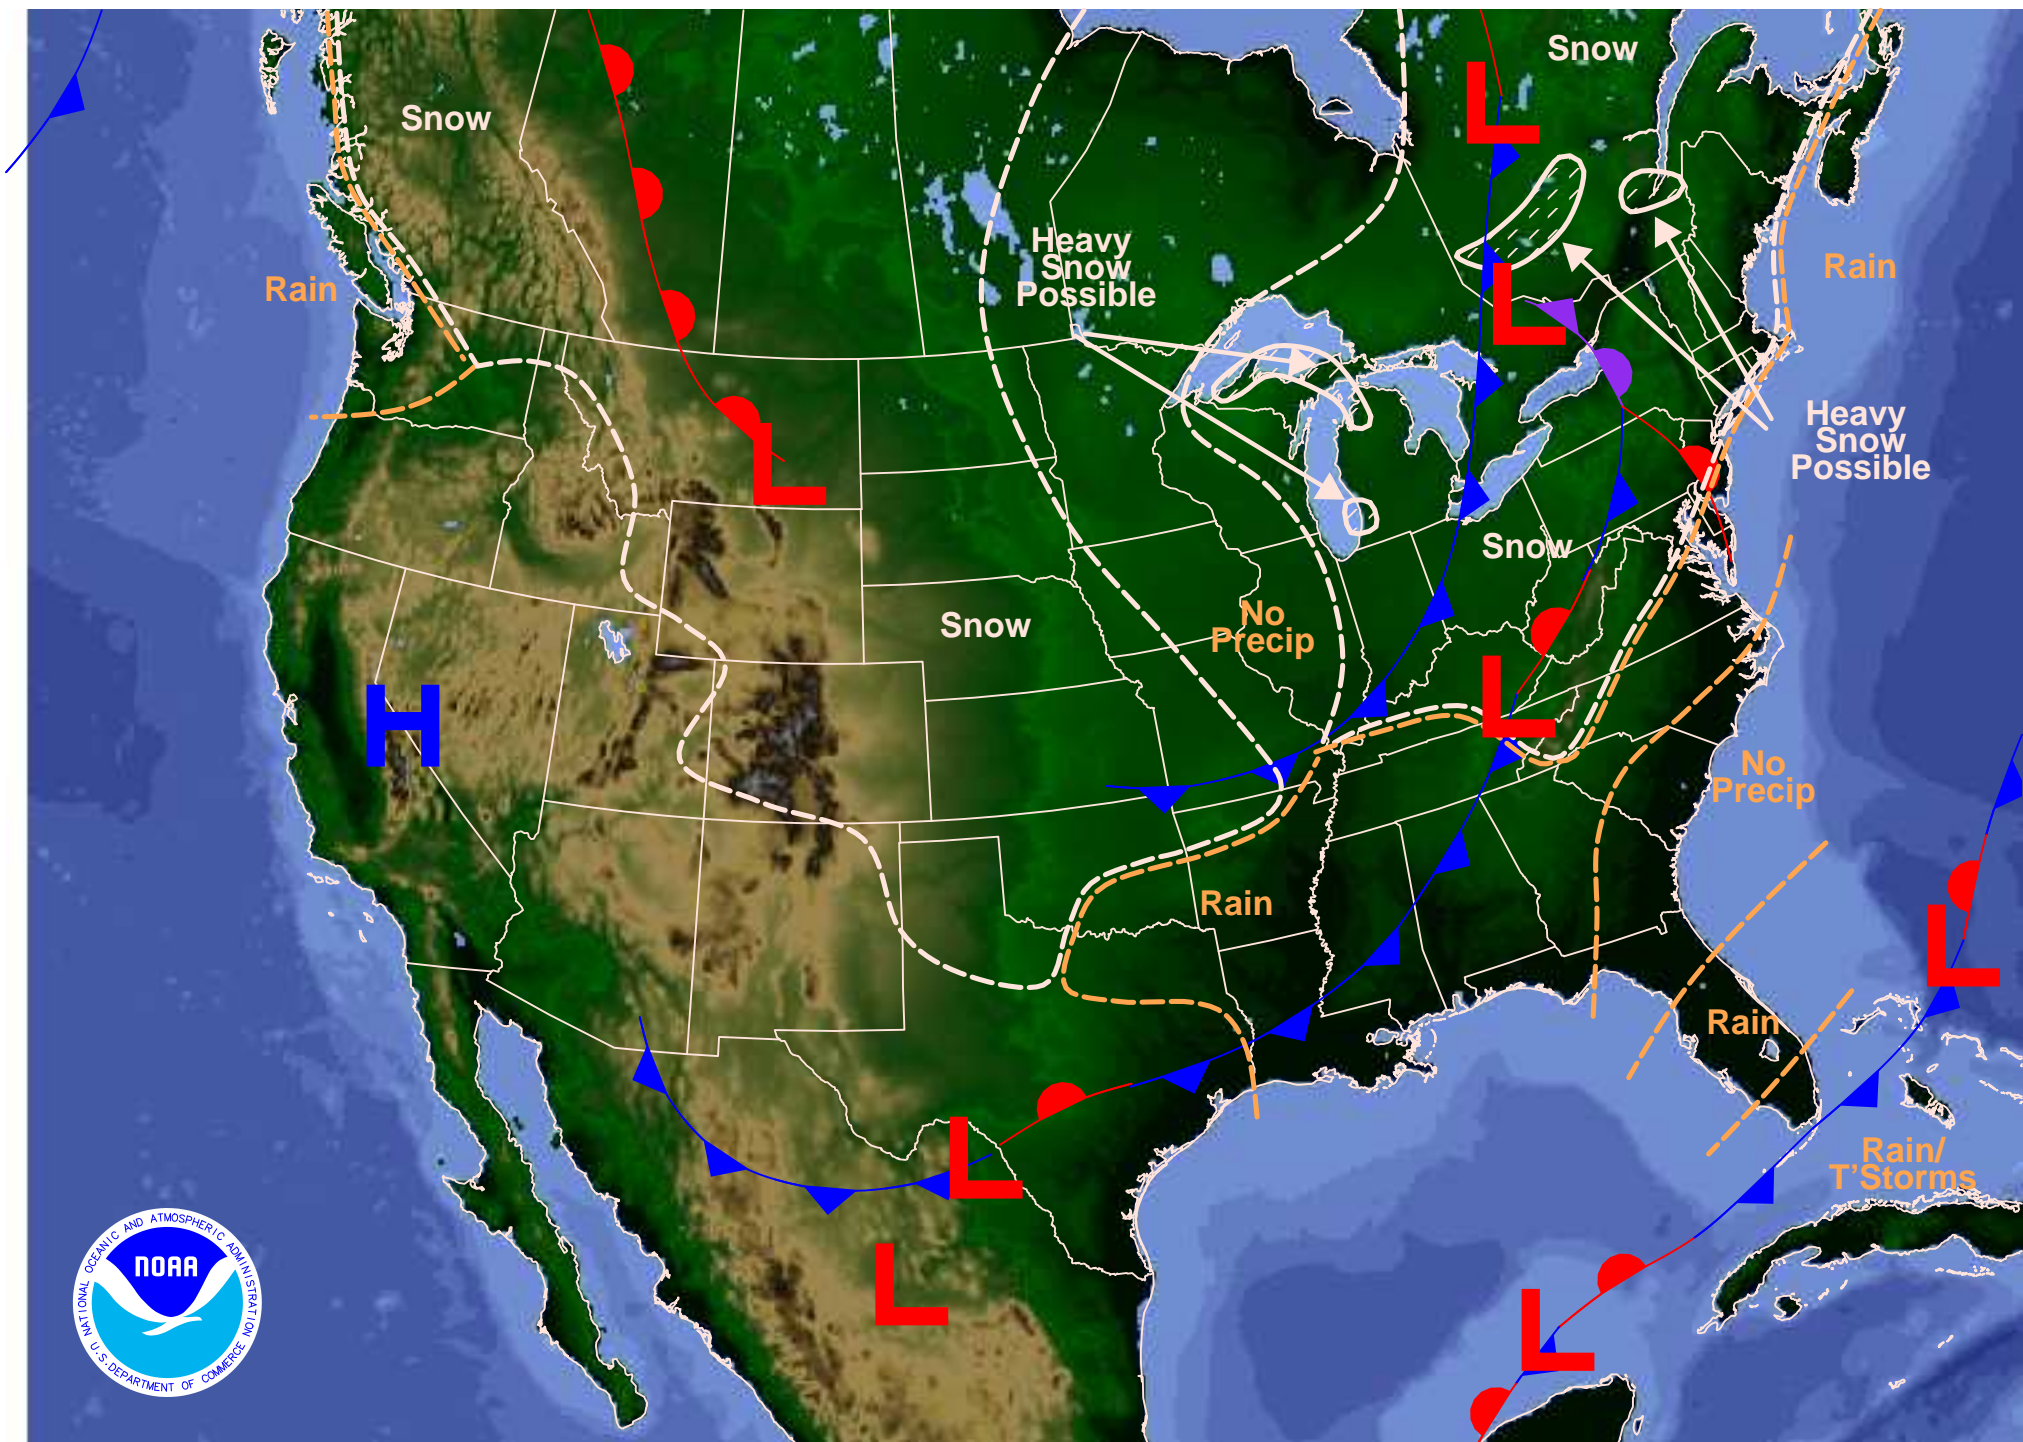 Snow
Snow
Heavy
Snow
Possible
Rain
Rain
Heavy
Snow
Possible
Snow
No
Precip
Snow
No
Precip
Rain
Rain
Rain/
T'Storms
L
L
L
L
H
L
L
L
L
NOAA
NATIONAL OCEANIC AND ATMOSPHERIC ADMINISTRATION
U.S. DEPARTMENT OF COMMERCE